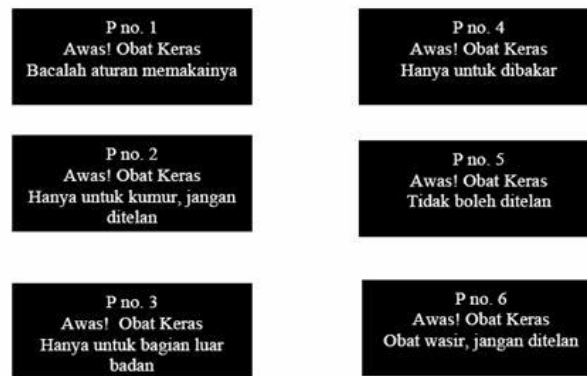 P no. 1
Awas! Obat Keras
Bacalah aturan memakainya
P no. 2
Awas! Obat Keras
Hanya untuk kumur, jangan
ditelan
P no. 3
Awas! Obat Keras
Hanya untuk bagian luar
badan
P no. 4
Awas! Obat Keras
Hanya untuk dibakar
P no. 5
Awas! Obat Keras
Tidak boleh ditelan
P no. 6
Awas! Obat Keras
Obat wasir, jangan ditelan